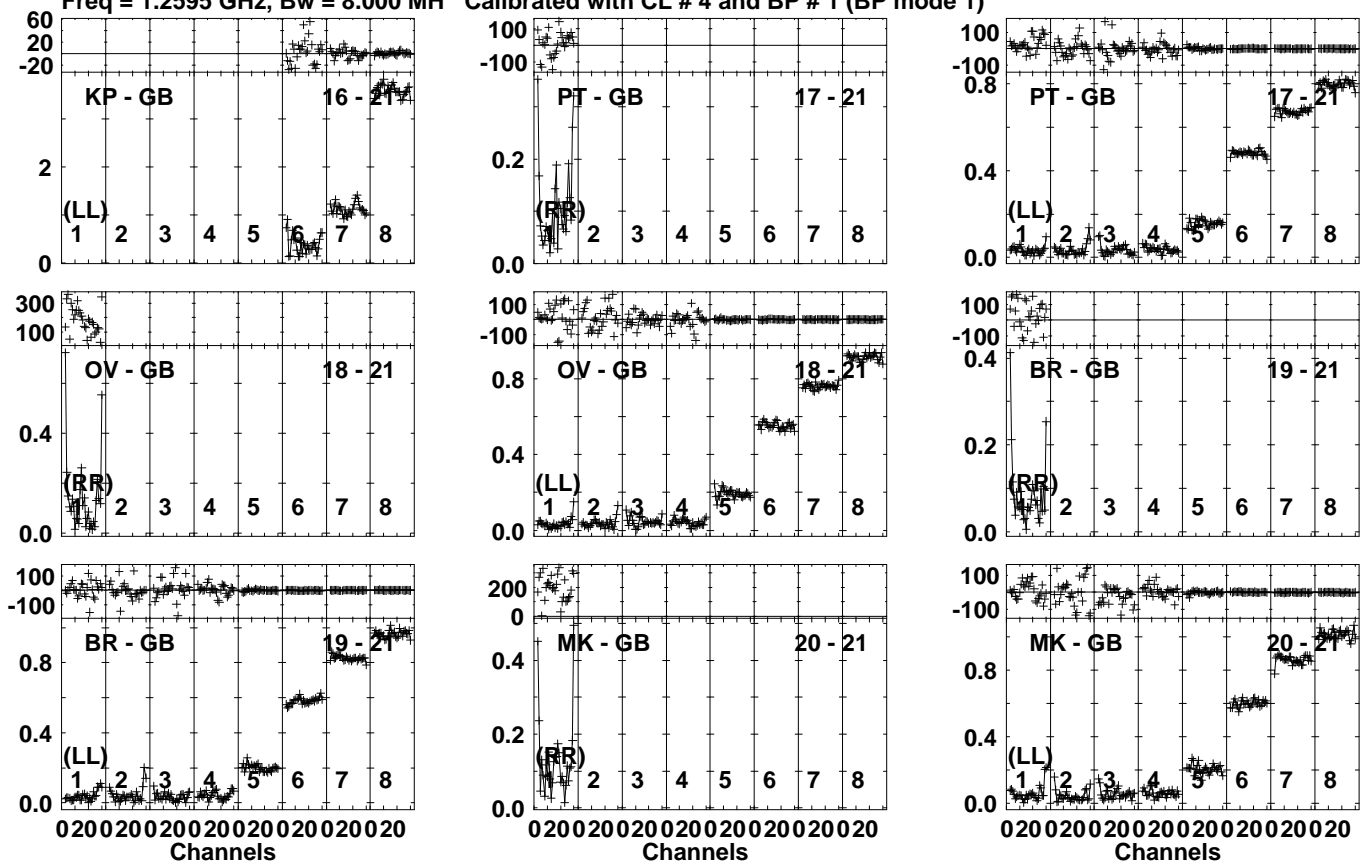 Freq = 1.2595 GHz, Bw = 8.000 MH Calibrated with CL # 4 and BP # 1 (BP mode 1)
60
20
-20
KP - GB 16 - 21
2
0
(LL)
1 2 3 4 5 6 7 8
100
-100
PT - GB 17 - 21
0.2
0.0
(RR)
1 2 3 4 5 6 7 8
100
-100
PT - GB 17 - 21
0.8
0.4
0.0
(LL)
1 2 3 4 5 6 7 8
300
100
OV - GB 18 - 21
0.4
0.0
(RR)
1 2 3 4 5 6 7 8
100
-100
OV - GB 18 - 21
0.8
0.4
0.0
(LL)
1 2 3 4 5 6 7 8
100
-100
BR - GB 19 - 21
0.4
0.2
0.0
(RR)
1 2 3 4 5 6 7 8
100
-100
BR - GB 19 - 21
0.8
0.4
0.0
(LL)
1 2 3 4 5 6 7 8
0 20 0 20 0 20 0 20 0 20 0 20 0 20 0 20
Channels
200
0
MK - GB 20 - 21
0.4
0.2
0.0
(RR)
1 2 3 4 5 6 7 8
0 20 0 20 0 20 0 20 0 20 0 20 0 20 0 20
Channels
100
-100
MK - GB 20 - 21
0.8
0.4
0.0
(LL)
1 2 3 4 5 6 7 8
0 20 0 20 0 20 0 20 0 20 0 20 0 20 0 20
Channels